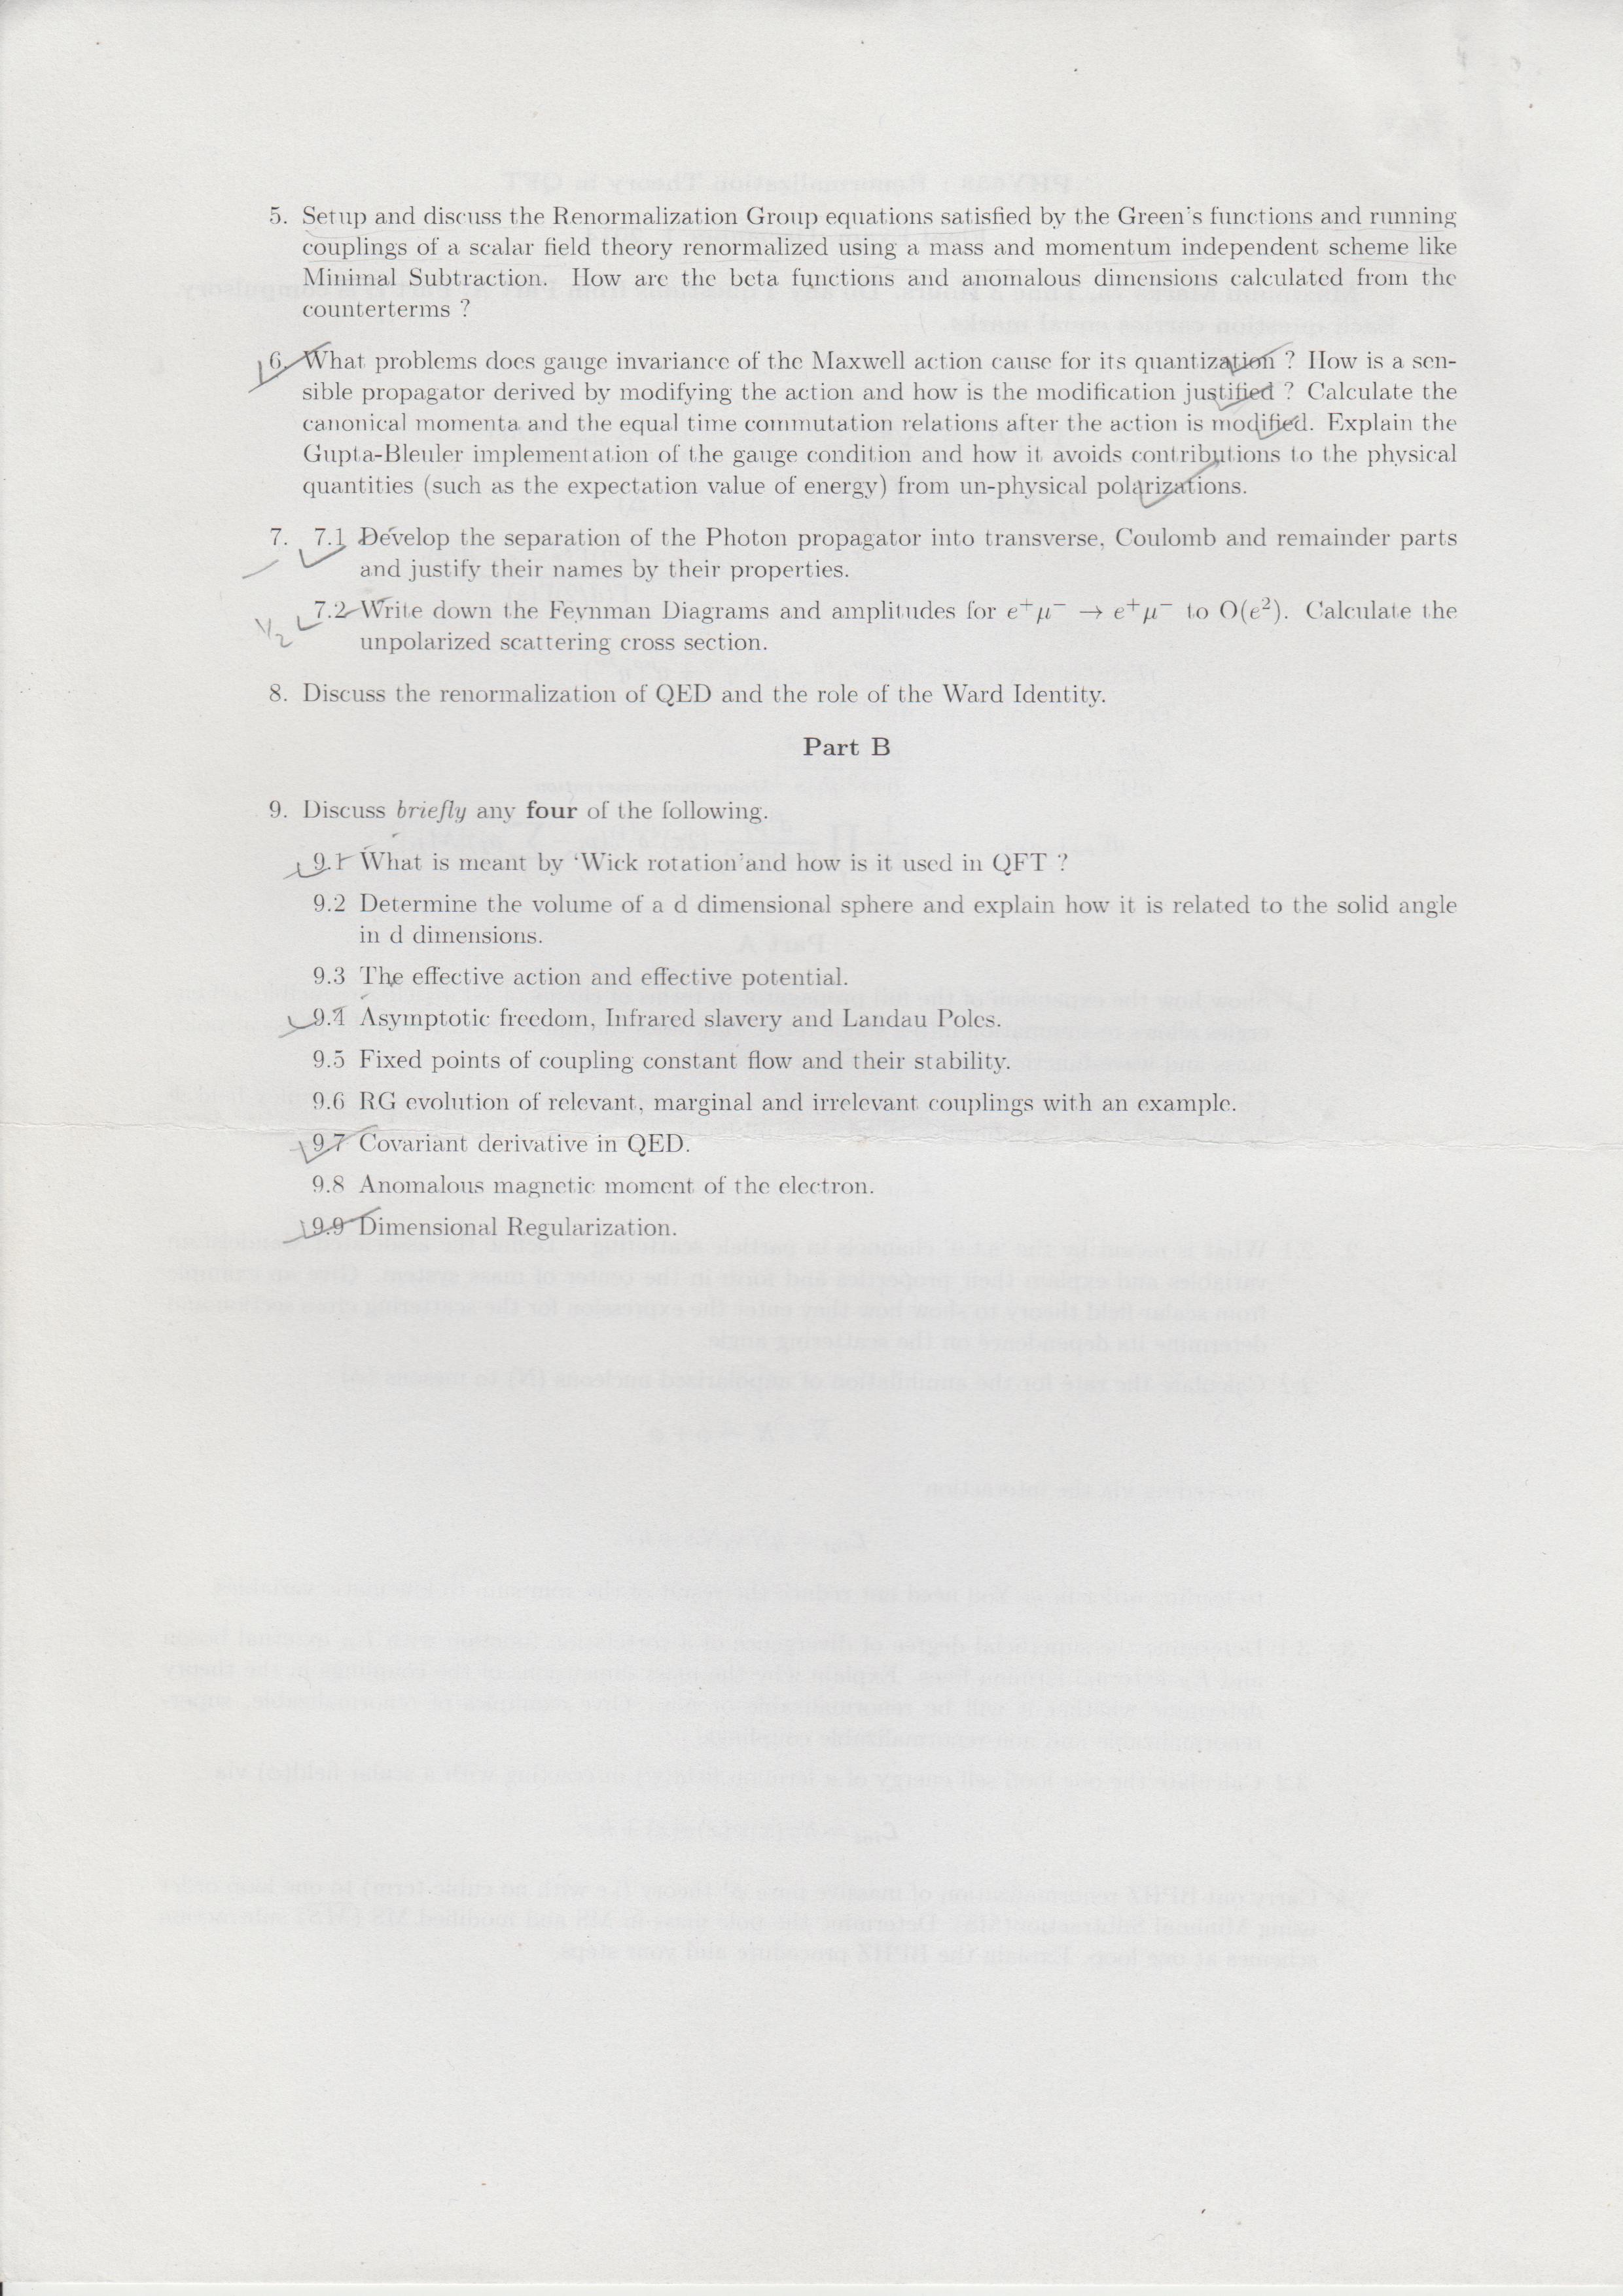 5. Setup and discuss the Renormalization Group equations satisfied by the Green's functions and running
couplings of a scalar field theory renormalized using a mass and momentum independent scheme like
Minimal Subtraction. How are the beta functions and anomalous dimensions calculated from the
counterterms ?
6. What problems does gauge invariance of the Maxwell action cause for its quantization ? How is a sen-
sible propagator derived by modifying the action and how is the modification justified ? Calculate the
canonical momenta and the equal time commutation relations after the action is modified. Explain the
Gupta-Bleuler implementation of the gauge condition and how it avoids contributions to the physical
quantities (such as the expectation value of energy) from un-physical polarizations.
7. 7.1 Develop the separation of the Photon propagator into transverse, Coulomb and remainder parts
and justify their names by their properties.
1/2 7.2 Write down the Feynman Diagrams and amplitudes for e⁺μ⁻ → e⁺μ⁻ to O(e²). Calculate the
unpolarized scattering cross section.
8. Discuss the renormalization of QED and the role of the Ward Identity.
Part B
9. Discuss briefly any four of the following.
9.1 What is meant by ‘Wick rotation’and how is it used in QFT ?
9.2 Determine the volume of a d dimensional sphere and explain how it is related to the solid angle
in d dimensions.
9.3 The effective action and effective potential.
9.4 Asymptotic freedom, Infrared slavery and Landau Poles.
9.5 Fixed points of coupling constant flow and their stability.
9.6 RG evolution of relevant, marginal and irrelevant couplings with an example.
9.7 Covariant derivative in QED.
9.8 Anomalous magnetic moment of the electron.
9.9 Dimensional Regularization.